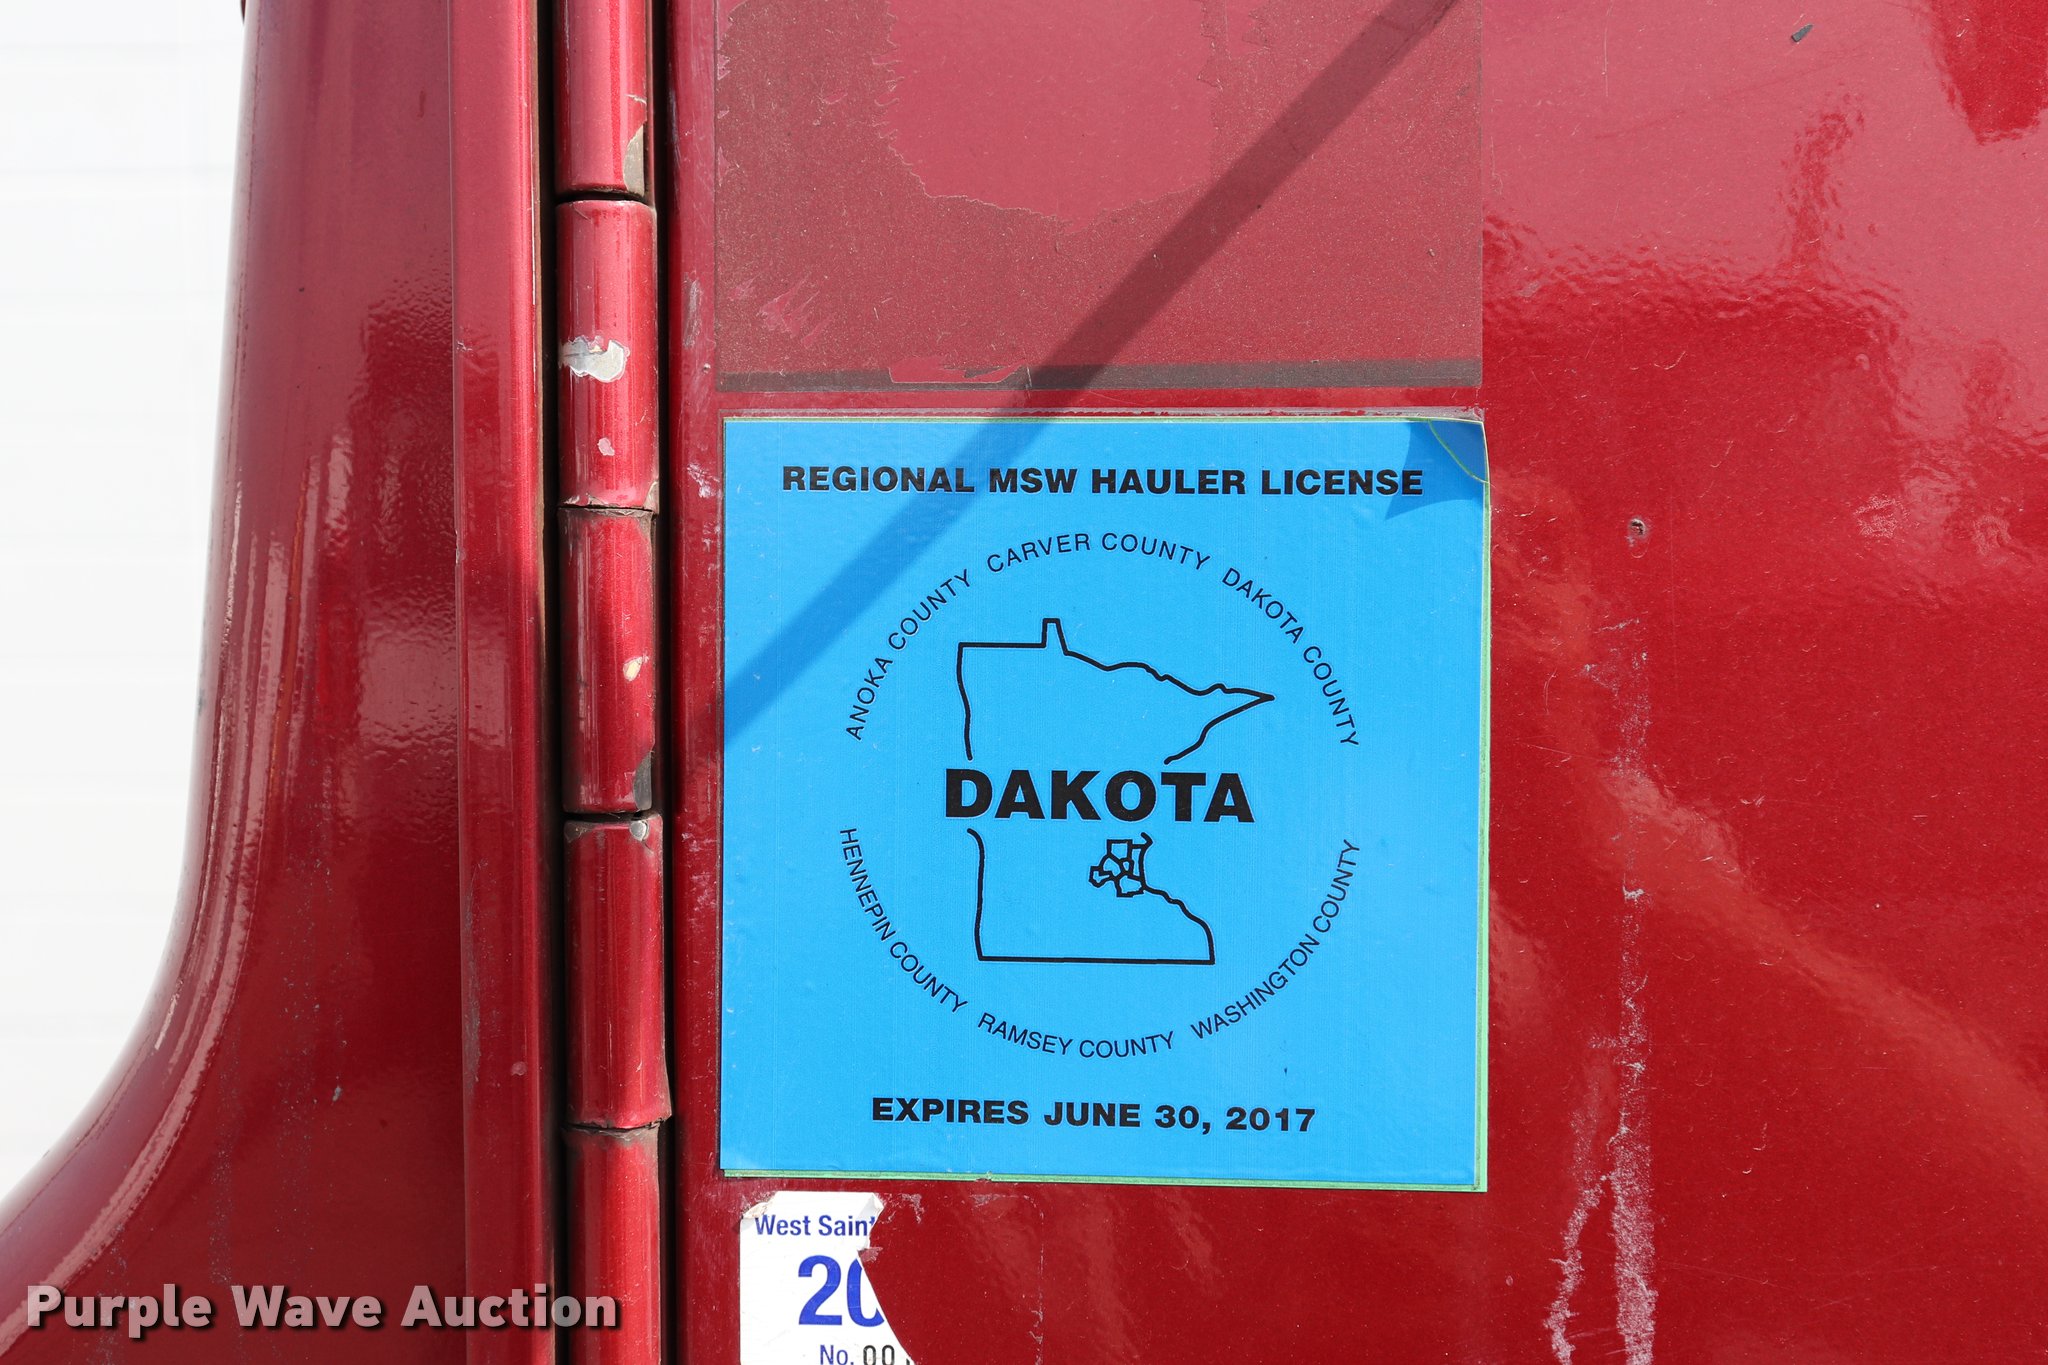 REGIONAL MSW HAULER LICENSE
ANOKA COUNTY CARVER COUNTY DAKOTA COUNTY
DAKOTA
HENNEPIN COUNTY RAMSEY COUNTY WASHINGTON COUNTY
EXPIRES JUNE 30, 2017
West Saint
20
No. 00
Purple Wave Auction